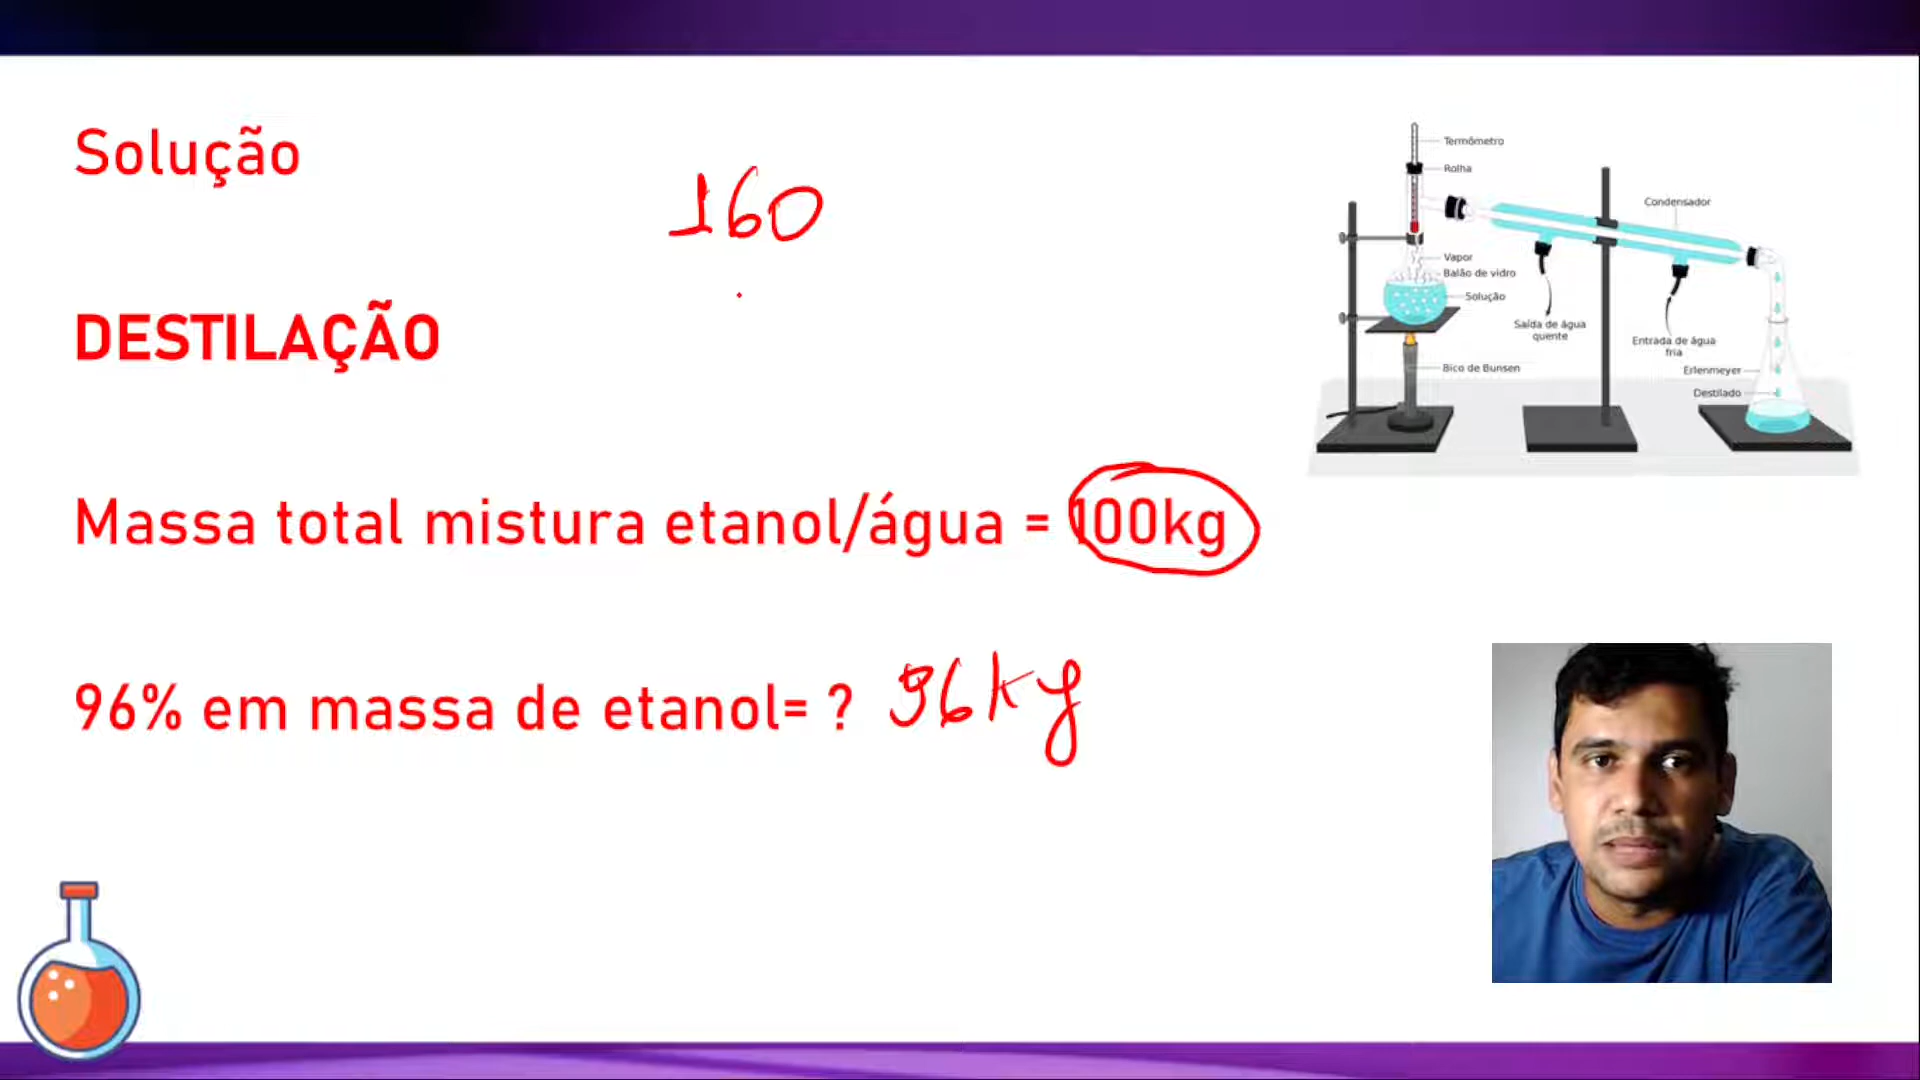 Solução
160
DESTILAÇÃO
Massa total mistura etanol/água = 100kg
96% em massa de etanol= ? 96kg
Termômetro
Rolha
Condensador
Vapor
Balão de vidro
Solução
Saída de água
quente
Entrada de água
fria
Bico de Bunsen
Erlenmeyer
Destilado